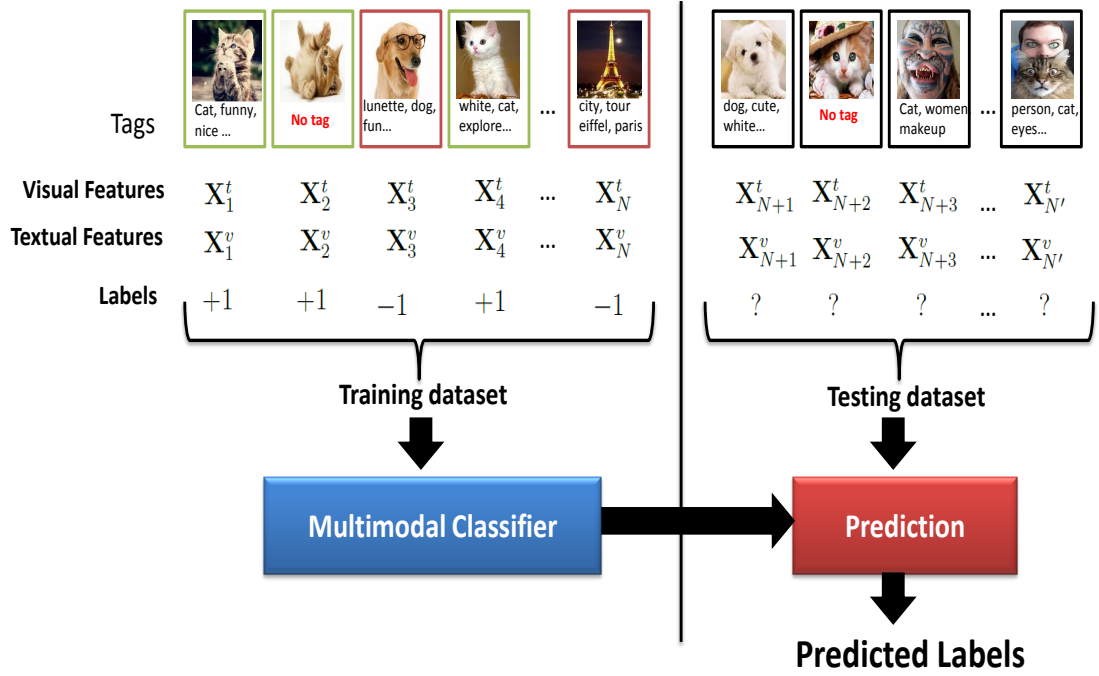 Tags
Cat, funny,
nice ...
No tag
lunette, dog,
fun...
white, cat,
explore...
...
city, tour
eiffel, paris
dog, cute,
white...
No tag
Cat, women,
makeup
...
person, cat,
eyes...
Visual Features X_1^t X_2^t X_3^t X_4^t ... X_N^t X_{N+1}^t X_{N+2}^t X_{N+3}^t ... X_{N'}^t
Textual Features X_1^v X_2^v X_3^v X_4^v ... X_N^v X_{N+1}^v X_{N+2}^v X_{N+3}^v ... X_{N'}^v
Labels +1 +1 −1 +1 −1 ? ? ? ... ?
Training dataset
Testing dataset
Multimodal Classifier
Prediction
Predicted Labels